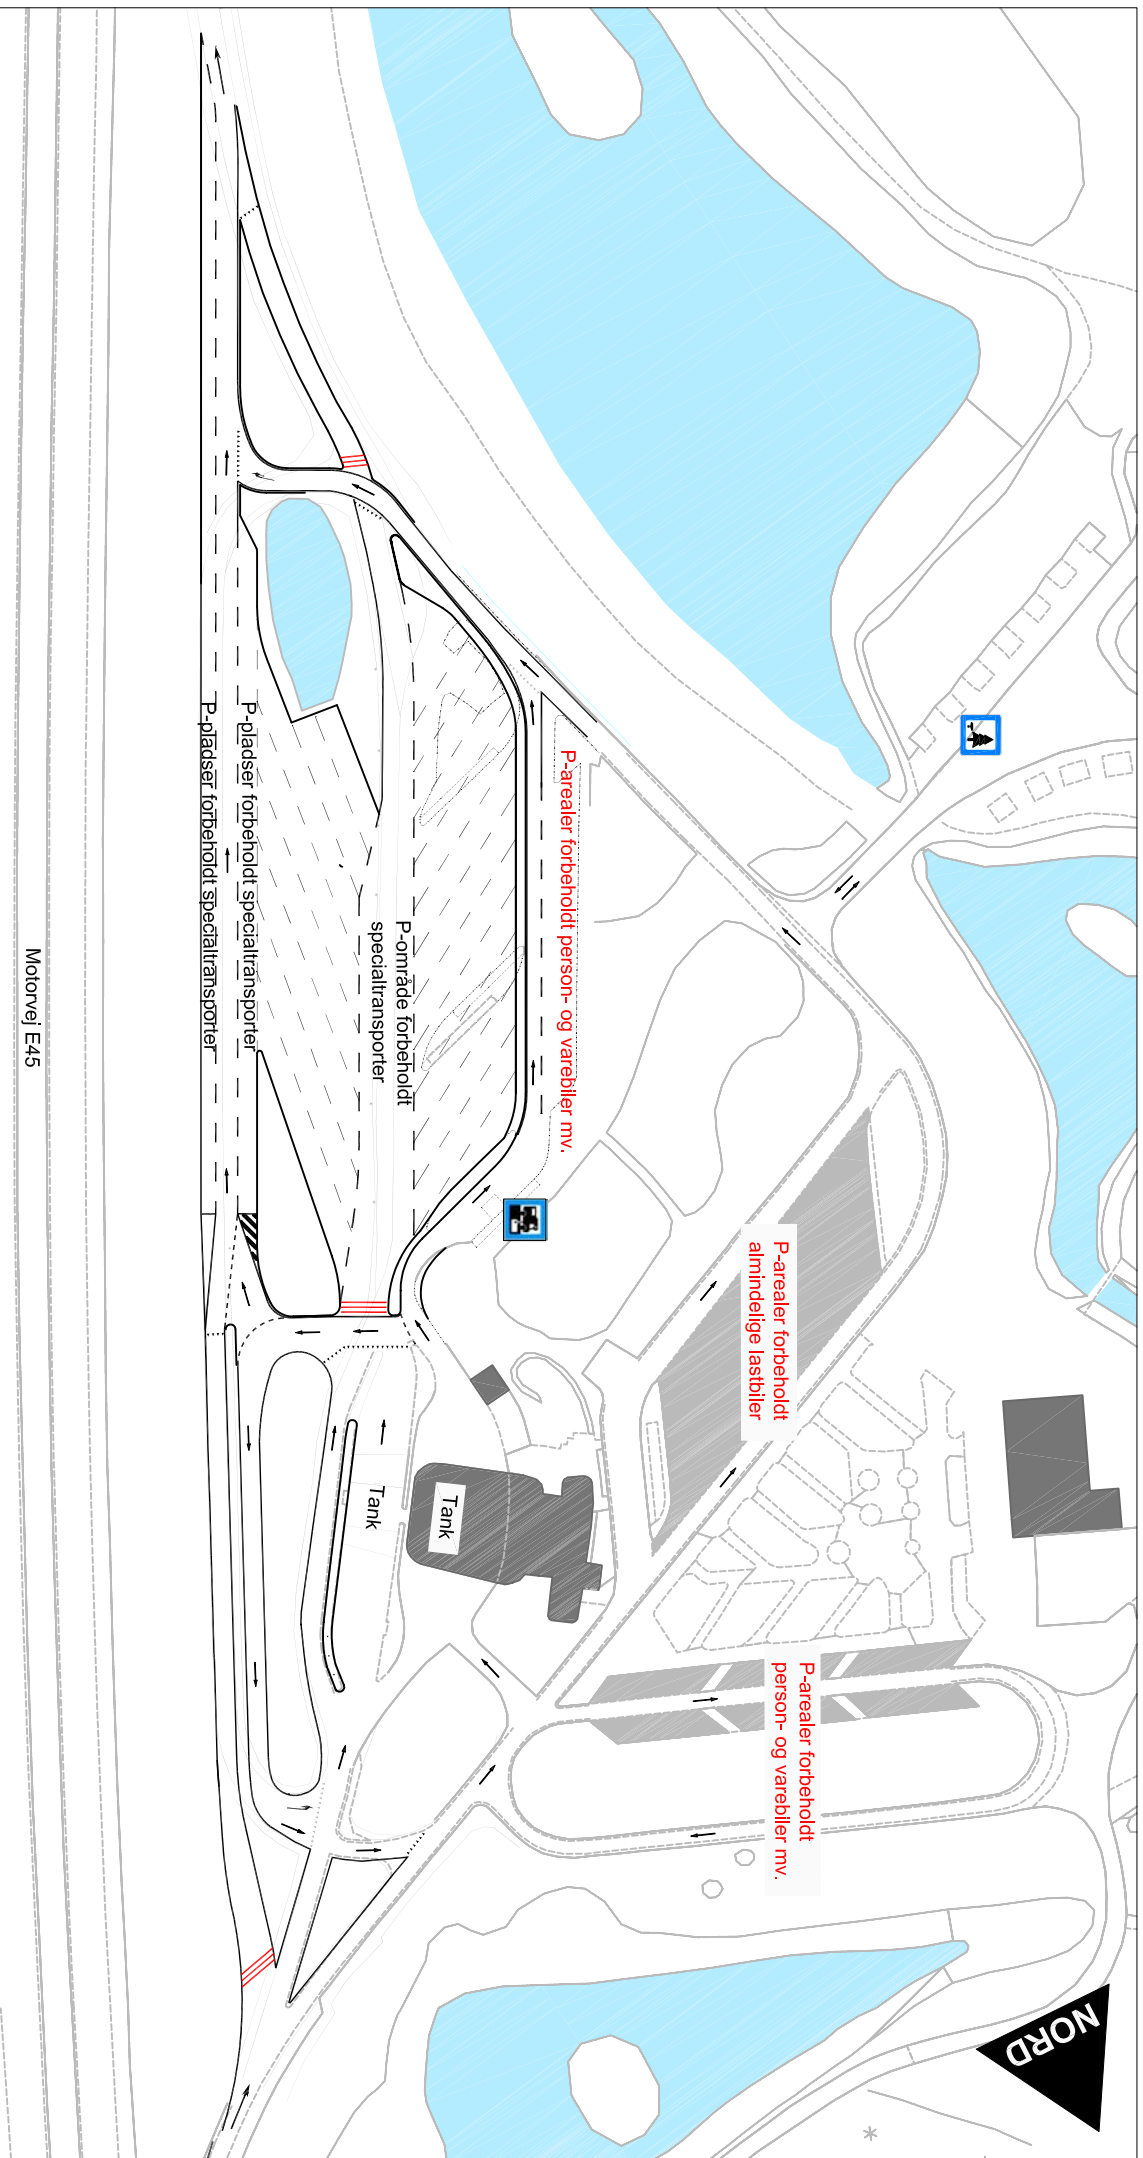 P-arealer forbeholdt
almindelige lastbiler
P-arealer forbeholdt
person- og varebiler mv.
P-arealer forbeholdt person- og varebiler mv.
Tank
Tank
P-område forbeholdt
specialtransporter
P-pladser forbeholdt specialtransporter
P-pladser forbeholdt specialtransporter
Motorvej E45
NORD